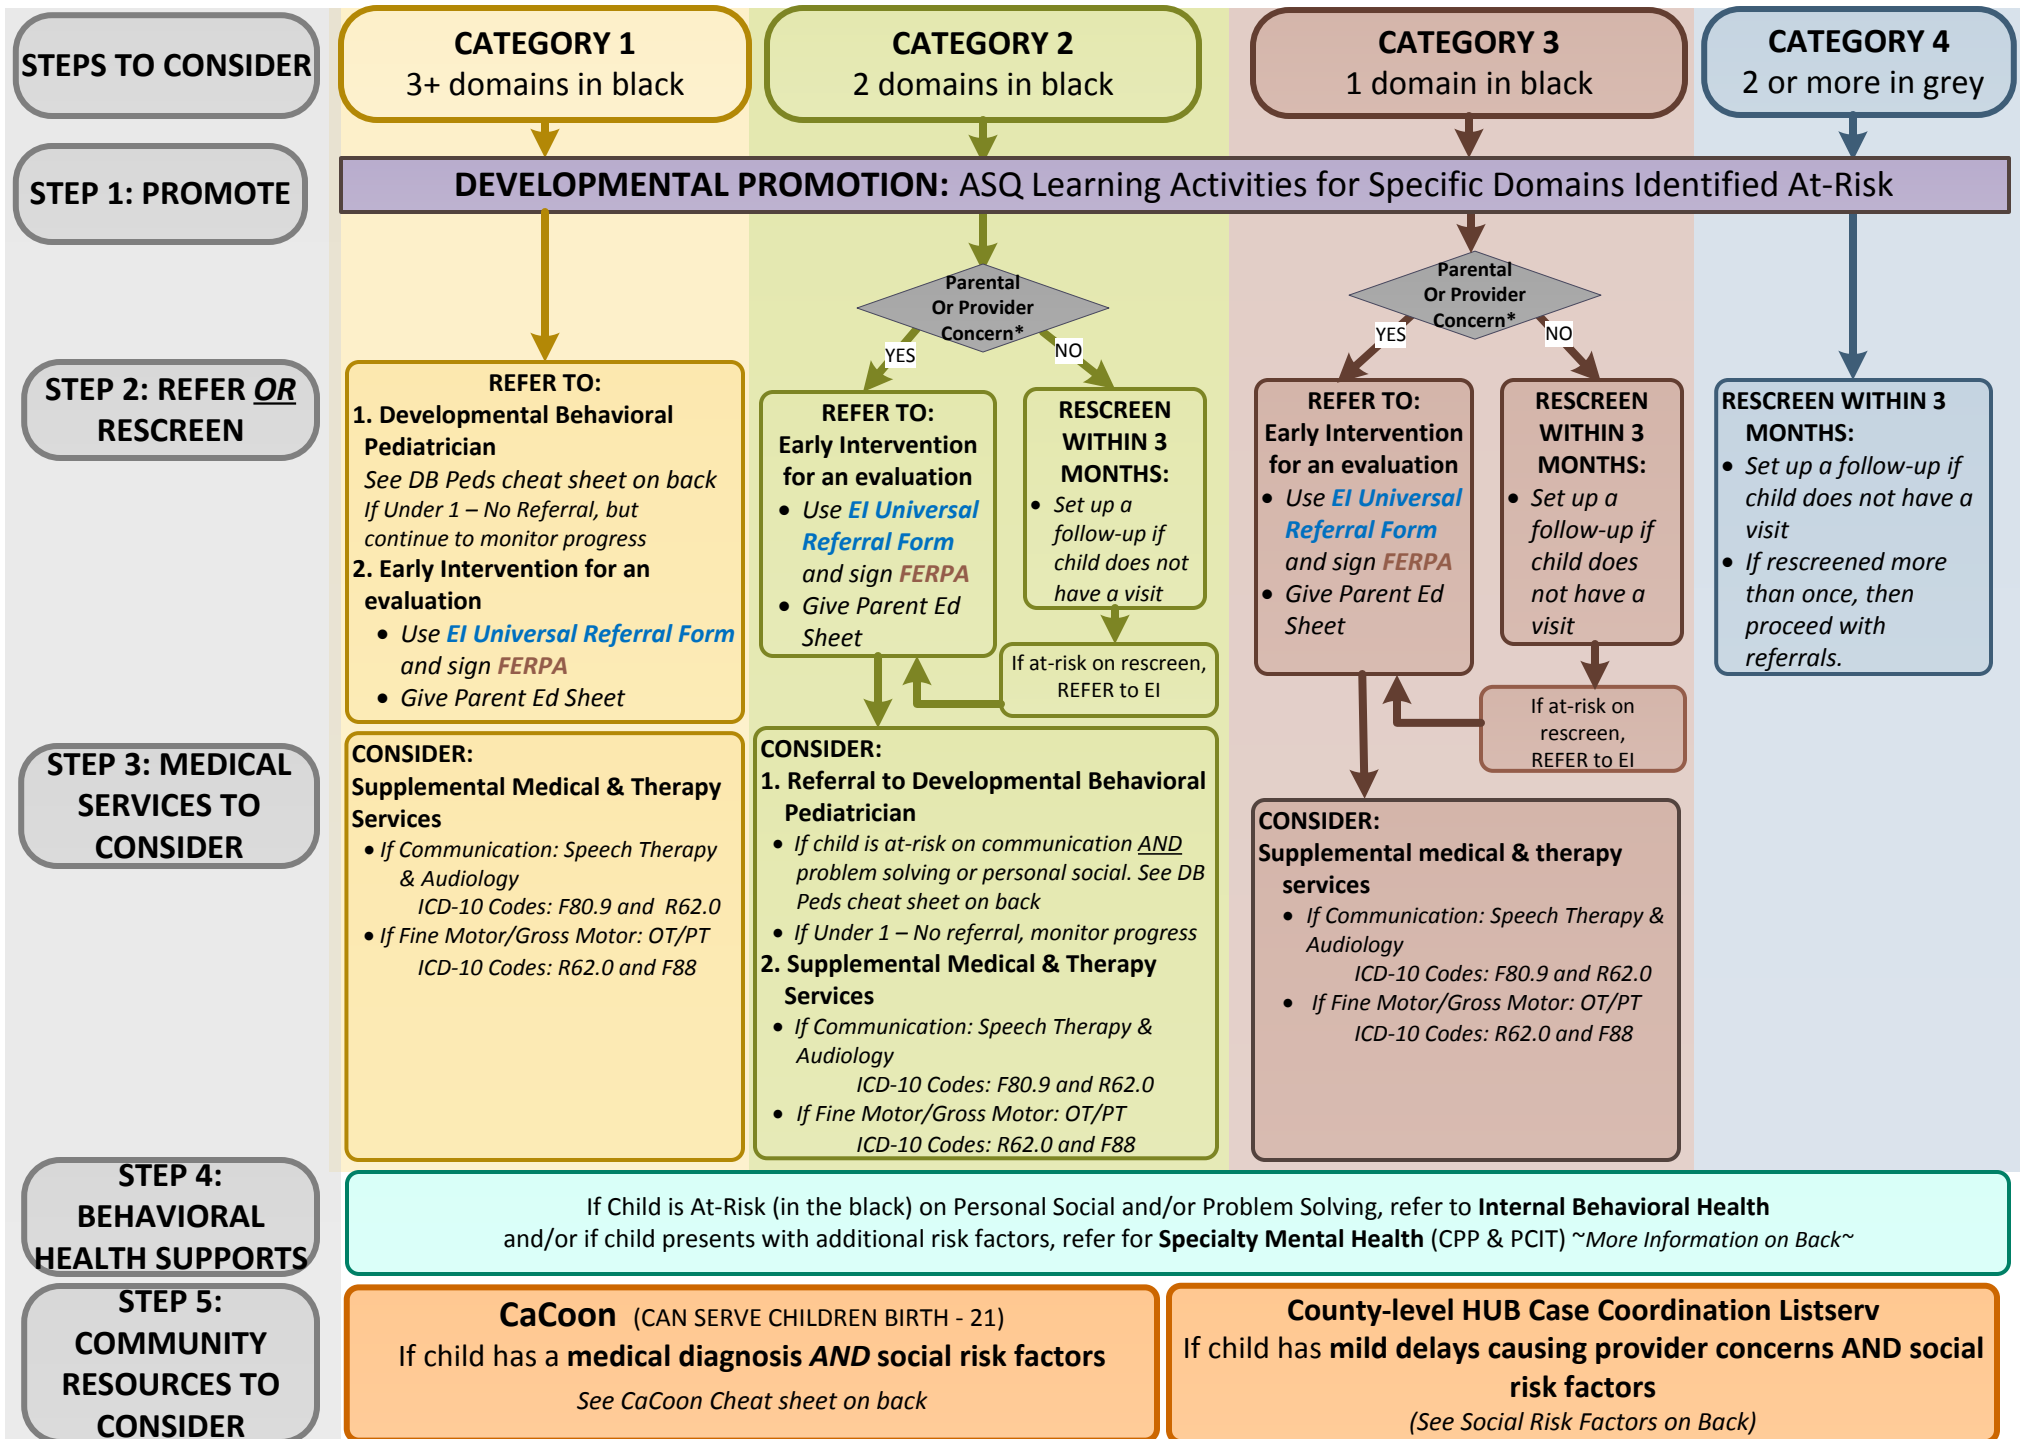 STEPS TO CONSIDER
CATEGORY 1
3+ domains in black
CATEGORY 2
2 domains in black
CATEGORY 3
1 domain in black
CATEGORY 4
2 or more in grey
STEP 1: PROMOTE
DEVELOPMENTAL PROMOTION: ASQ Learning Activities for Specific Domains Identified At-Risk
STEP 2: REFER OR
RESCREEN
REFER TO:
1. Developmental Behavioral
Pediatrician
See DB Peds cheat sheet on back
If Under 1 – No Referral, but
continue to monitor progress
2. Early Intervention for an
evaluation
• Use EI Universal Referral Form
and sign FERPA
• Give Parent Ed Sheet
Parental
Or Provider
Concern*
YES
NO
REFER TO:
Early Intervention
for an evaluation
• Use EI Universal
Referral Form
and sign FERPA
• Give Parent Ed
Sheet
RESCREEN
WITHIN 3
MONTHS:
• Set up a
follow-up if
child does not
have a visit
If at-risk on rescreen,
REFER to EI
Parental
Or Provider
Concern*
YES
NO
REFER TO:
Early Intervention
for an evaluation
• Use EI Universal
Referral Form
and sign FERPA
• Give Parent Ed
Sheet
RESCREEN
WITHIN 3
MONTHS:
• Set up a
follow-up if
child does
not have a
visit
If at-risk on
rescreen,
REFER to EI
RESCREEN WITHIN 3
MONTHS:
• Set up a follow-up if
child does not have a
visit
• If rescreened more
than once, then
proceed with
referrals.
STEP 3: MEDICAL
SERVICES TO
CONSIDER
CONSIDER:
Supplemental Medical & Therapy
Services
• If Communication: Speech Therapy
& Audiology
ICD-10 Codes: F80.9 and R62.0
• If Fine Motor/Gross Motor: OT/PT
ICD-10 Codes: R62.0 and F88
CONSIDER:
1. Referral to Developmental Behavioral
Pediatrician
• If child is at-risk on communication AND
problem solving or personal social. See DB
Peds cheat sheet on back
• If Under 1 – No referral, monitor progress
2. Supplemental Medical & Therapy
Services
• If Communication: Speech Therapy &
Audiology
ICD-10 Codes: F80.9 and R62.0
• If Fine Motor/Gross Motor: OT/PT
ICD-10 Codes: R62.0 and F88
CONSIDER:
Supplemental medical & therapy
services
• If Communication: Speech Therapy &
Audiology
ICD-10 Codes: F80.9 and R62.0
• If Fine Motor/Gross Motor: OT/PT
ICD-10 Codes: R62.0 and F88
STEP 4:
BEHAVIORAL
HEALTH SUPPORTS
If Child is At-Risk (in the black) on Personal Social and/or Problem Solving, refer to Internal Behavioral Health
and/or if child presents with additional risk factors, refer for Specialty Mental Health (CPP & PCIT) ~More Information on Back~
STEP 5:
COMMUNITY
RESOURCES TO
CONSIDER
CaCoon (CAN SERVE CHILDREN BIRTH - 21)
If child has a medical diagnosis AND social risk factors
See CaCoon Cheat sheet on back
County-level HUB Case Coordination Listserv
If child has mild delays causing provider concerns AND social
risk factors
(See Social Risk Factors on Back)